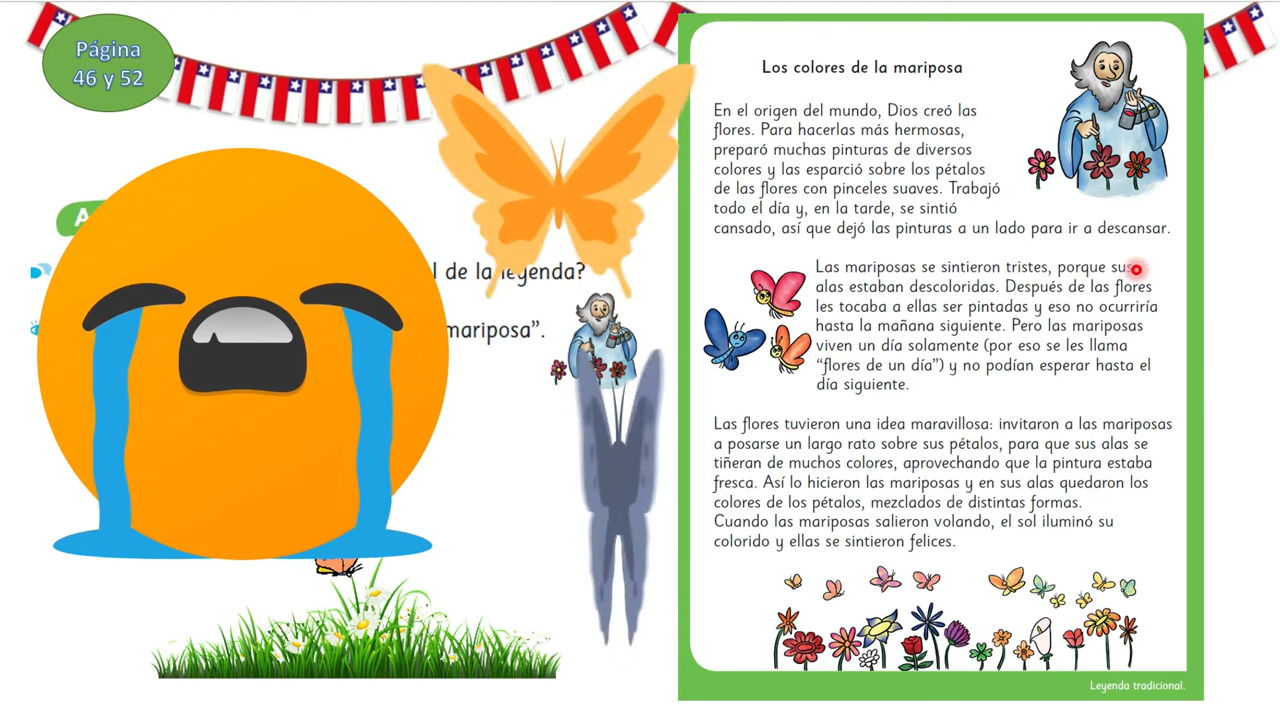 Página
46 y 52
A
l de la leyenda?
mariposa”.
Los colores de la mariposa
En el origen del mundo, Dios creó las
flores. Para hacerlas más hermosas,
preparó muchas pinturas de diversos
colores y las esparció sobre los pétalos
de las flores con pinceles suaves. Trabajó
todo el día y, en la tarde, se sintió
cansado, así que dejó las pinturas a un lado para ir a descansar.
Las mariposas se sintieron tristes, porque sus
alas estaban descoloridas. Después de las flores
les tocaba a ellas ser pintadas y eso no ocurriría
hasta la mañana siguiente. Pero las mariposas
viven un día solamente (por eso se les llama
“flores de un día”) y no podían esperar hasta el
día siguiente.
Las flores tuvieron una idea maravillosa: invitaron a las mariposas
a posarse un largo rato sobre sus pétalos, para que sus alas se
tiñeran de muchos colores, aprovechando que la pintura estaba
fresca. Así lo hicieron las mariposas y en sus alas quedaron los
colores de los pétalos, mezclados de distintas formas.
Cuando las mariposas salieron volando, el sol iluminó su
colorido y ellas se sintieron felices.
Leyenda tradicional.